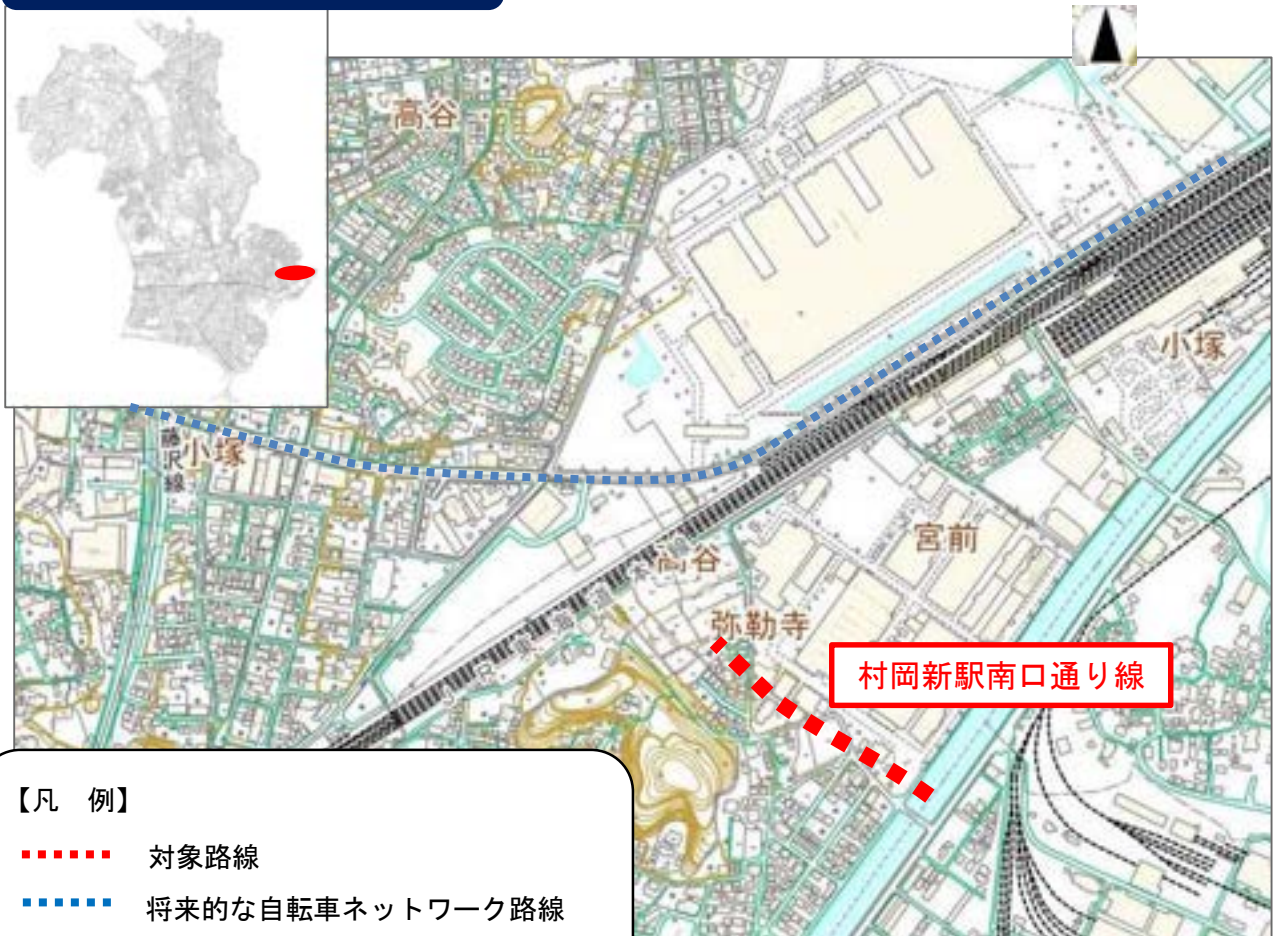 高谷
小塚
藤沢線
小塚
宮前
高谷
弥勒寺
村岡新駅南口通り線
【凡 例】
対象路線
将来的な自転車ネットワーク路線